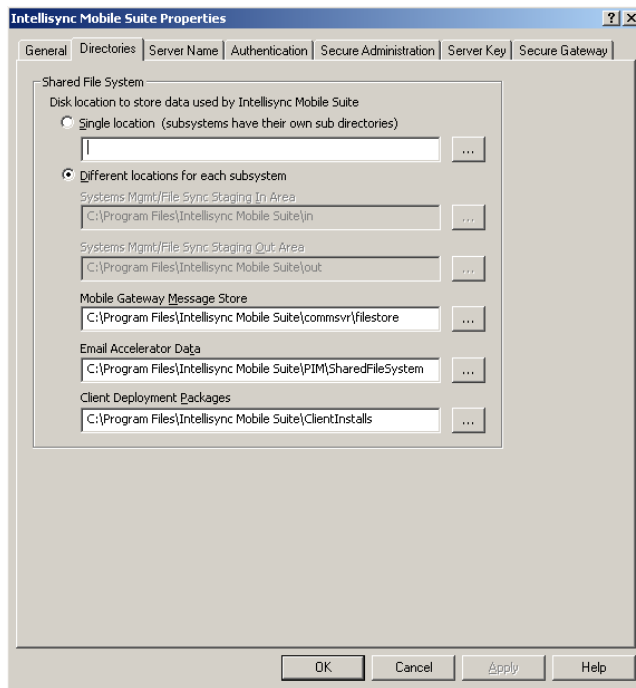 Intellisync Mobile Suite Properties
? X
General Directories Server Name Authentication Secure Administration Server Key Secure Gateway
Shared File System
Disk location to store data used by Intellisync Mobile Suite
Single location (subsystems have their own sub directories)
...
Different locations for each subsystem
Systems Mgmt/File Sync Staging In Area
C:\Program Files\Intellisync Mobile Suite\in
...
Systems Mgmt/File Sync Staging Out Area
C:\Program Files\Intellisync Mobile Suite\out
...
Mobile Gateway Message Store
C:\Program Files\Intellisync Mobile Suite\commsvr\filestore
...
Email Accelerator Data
C:\Program Files\Intellisync Mobile Suite\PIM\SharedFileSystem
...
Client Deployment Packages
C:\Program Files\Intellisync Mobile Suite\ClientInstalls
...
OK Cancel Apply Help